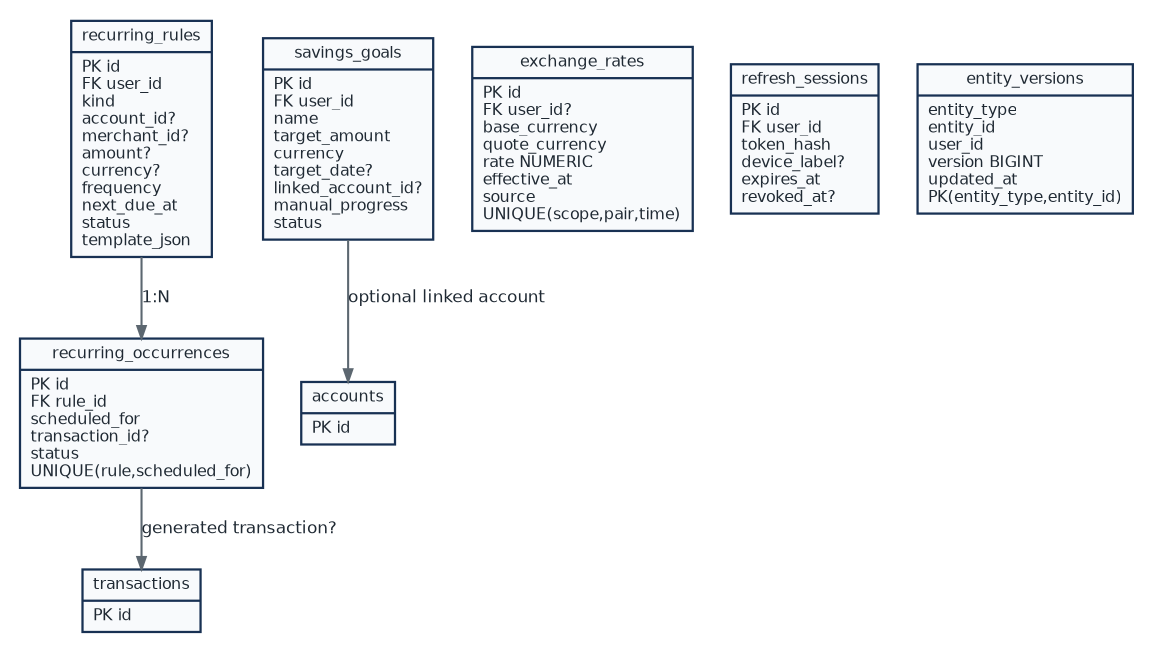 recurring_rules
PK id
FK user_id
kind
account_id?
merchant_id?
amount?
currency?
frequency
next_due_at
status
template_json
savings_goals
PK id
FK user_id
name
target_amount
currency
target_date?
linked_account_id?
manual_progress
status
exchange_rates
PK id
FK user_id?
base_currency
quote_currency
rate NUMERIC
effective_at
source
UNIQUE(scope,pair,time)
refresh_sessions
PK id
FK user_id
token_hash
device_label?
expires_at
revoked_at?
entity_versions
entity_type
entity_id
user_id
version BIGINT
updated_at
PK(entity_type,entity_id)
1:N
optional linked account
recurring_occurrences
PK id
FK rule_id
scheduled_for
transaction_id?
status
UNIQUE(rule,scheduled_for)
accounts
PK id
generated transaction?
transactions
PK id